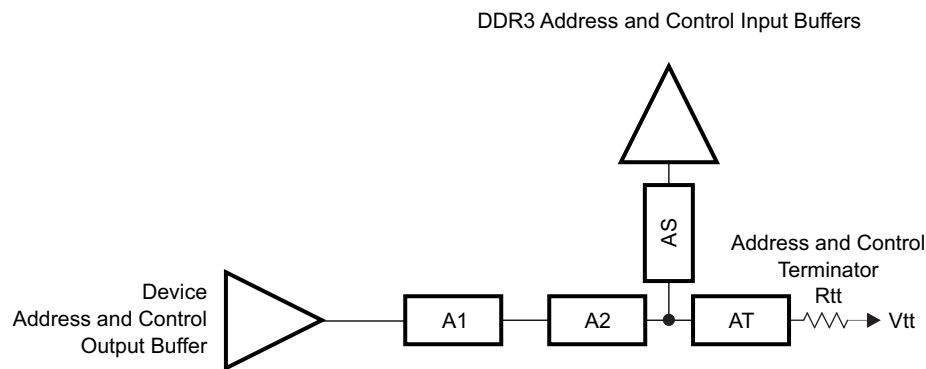 DDR3 Address and Control Input Buffers
AS
Address and Control
Terminator
Rtt
Device
Address and Control
Output Buffer
A1
A2
AT
Vtt